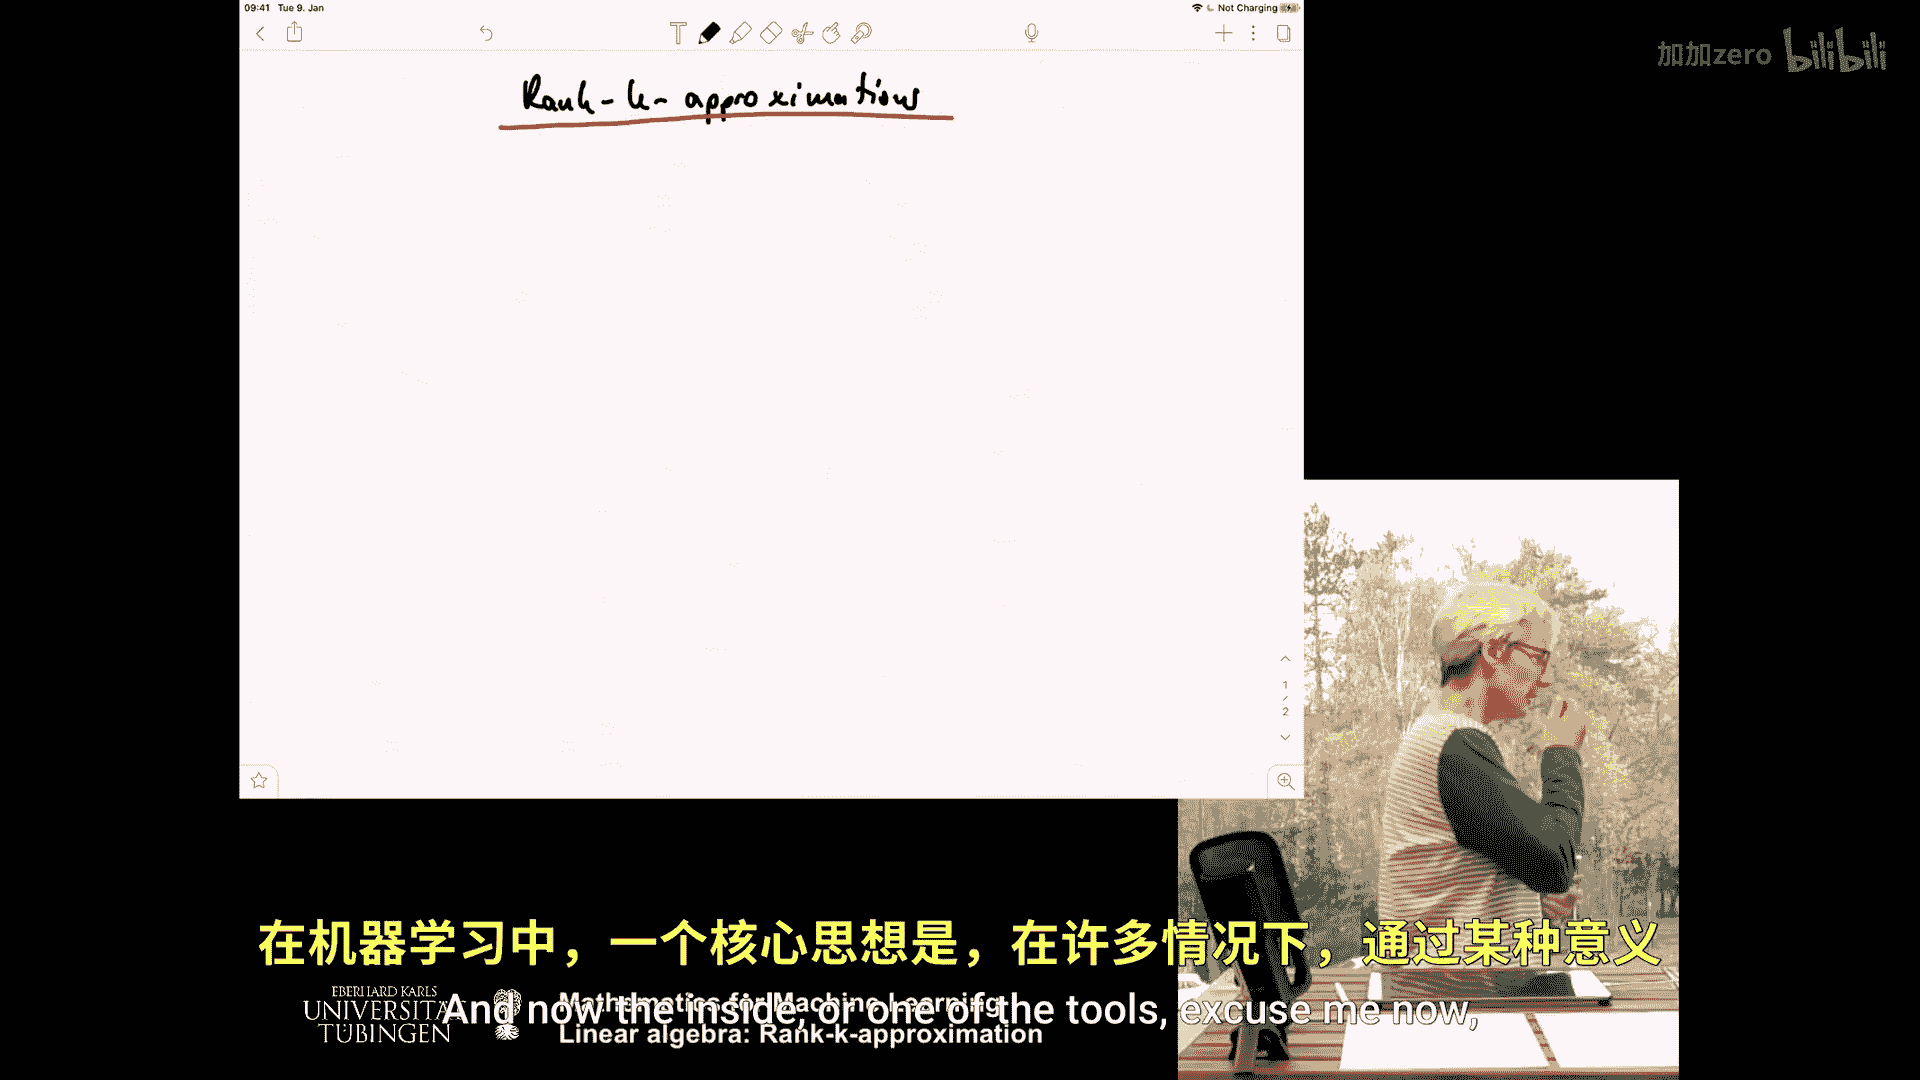 09:41 Tue 9. Jan
Not Charging
加加zero bilibili
Rank-k-approximations
1
/
2
在机器学习中，一个核心思想是，在许多情况下，通过某种意义
And now the inside, or one of the tools, excuse me now,
EBERHARD KARLS
UNIVERSITÄT
TÜBINGEN
Mathematics for Machine Learning
Linear algebra: Rank-k-approximation